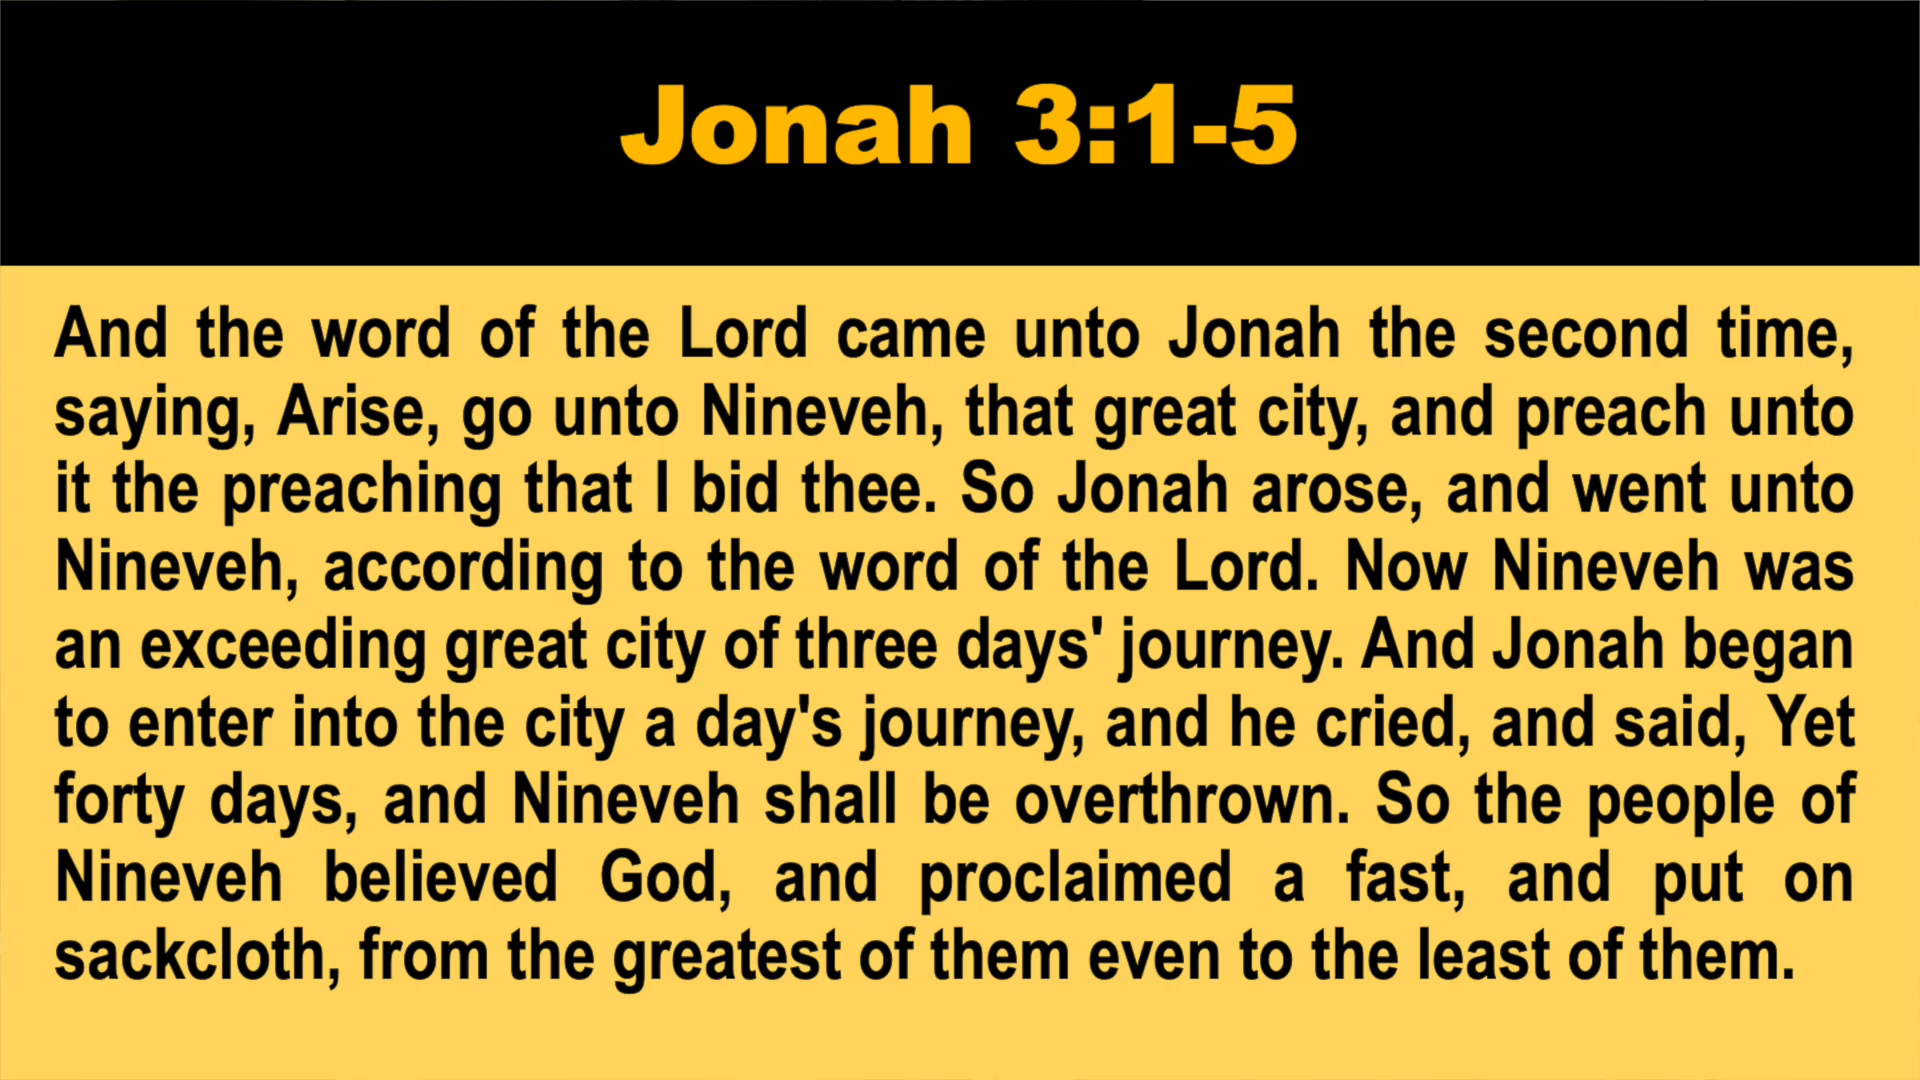 Jonah 3:1-5
And the word of the Lord came unto Jonah the second time,
saying, Arise, go unto Nineveh, that great city, and preach unto
it the preaching that I bid thee. So Jonah arose, and went unto
Nineveh, according to the word of the Lord. Now Nineveh was
an exceeding great city of three days' journey. And Jonah began
to enter into the city a day's journey, and he cried, and said, Yet
forty days, and Nineveh shall be overthrown. So the people of
Nineveh believed God, and proclaimed a fast, and put on
sackcloth, from the greatest of them even to the least of them.